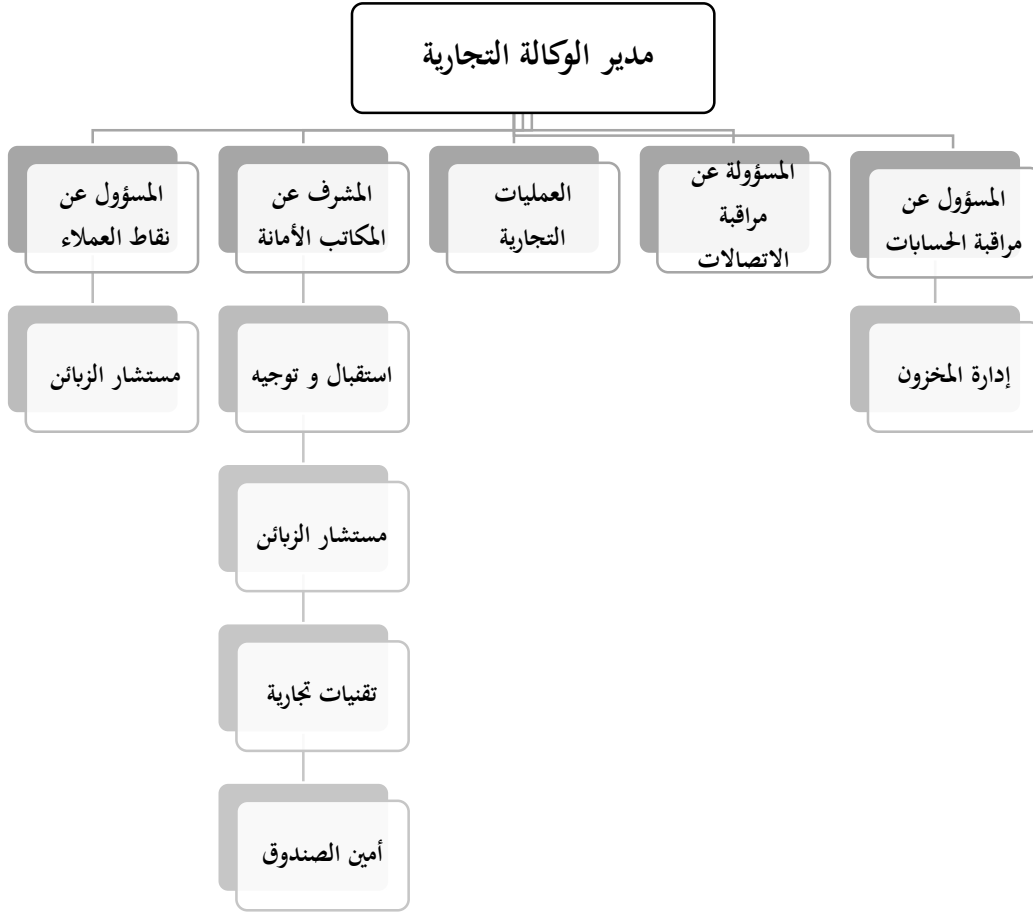 مدير الوكالة التجارية
المسؤول عن
مراقبة الحسابات
المسؤولة عن
مراقبة
الاتصالات
العمليات
التجارية
المشرف عن
المكاتب الأمانة
المسؤول عن
نقاط العملاء
إدارة المخزون
استقبال و توجيه
مستشار الزبائن
مستشار الزبائن
تقنيات تجارية
أمين الصندوق